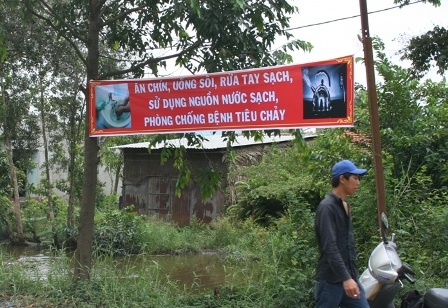 ĂN CHÍN, UỐNG SÔI, RỬA TAY SẠCH,
SỬ DỤNG NGUỒN NƯỚC SẠCH,
PHÒNG CHỐNG BỆNH TIÊU CHẢY